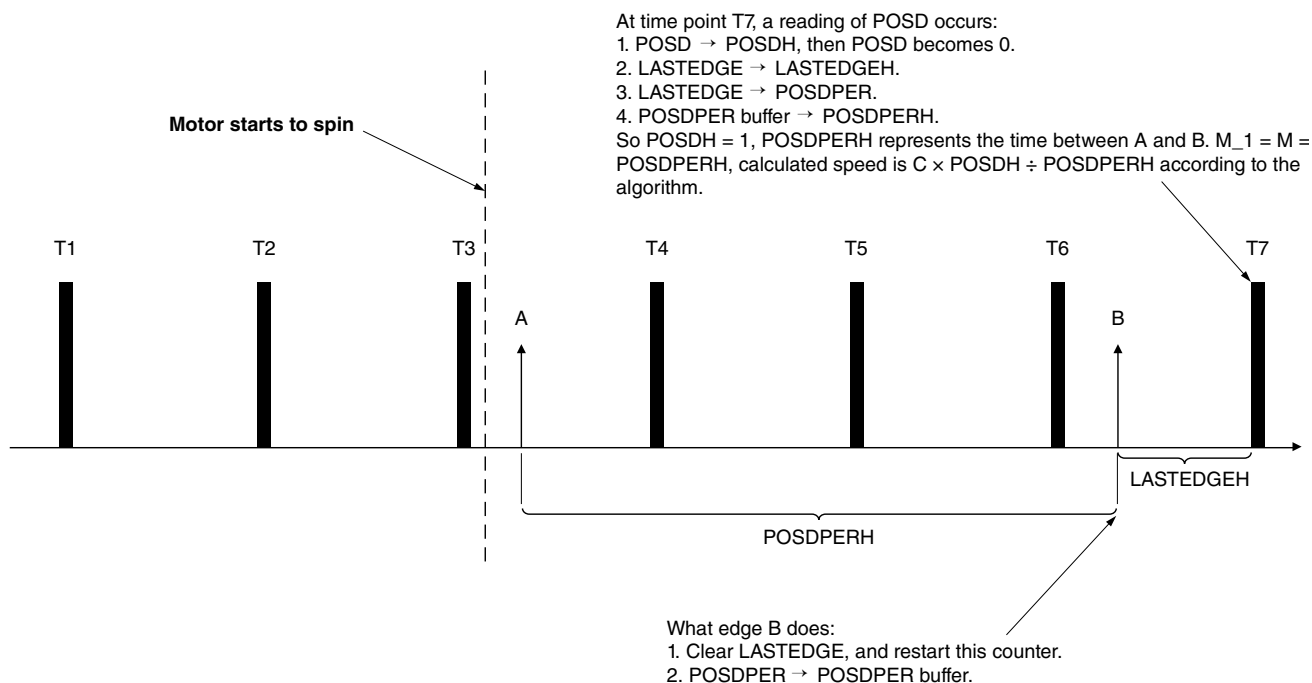 At time point T7, a reading of POSD occurs:
1. POSD → POSDH, then POSD becomes 0.
2. LASTEDGE → LASTEDGEH.
3. LASTEDGE → POSDPER.
4. POSDPER buffer → POSDPERH.
So POSDH = 1, POSDPERH represents the time between A and B. M_1 = M =
POSDPERH, calculated speed is C × POSDH ÷ POSDPERH according to the
algorithm.
Motor starts to spin
T1 T2 T3 T4 T5 T6 T7
A B
LASTEDGEH
POSDPERH
What edge B does:
1. Clear LASTEDGE, and restart this counter.
2. POSDPER → POSDPER buffer.